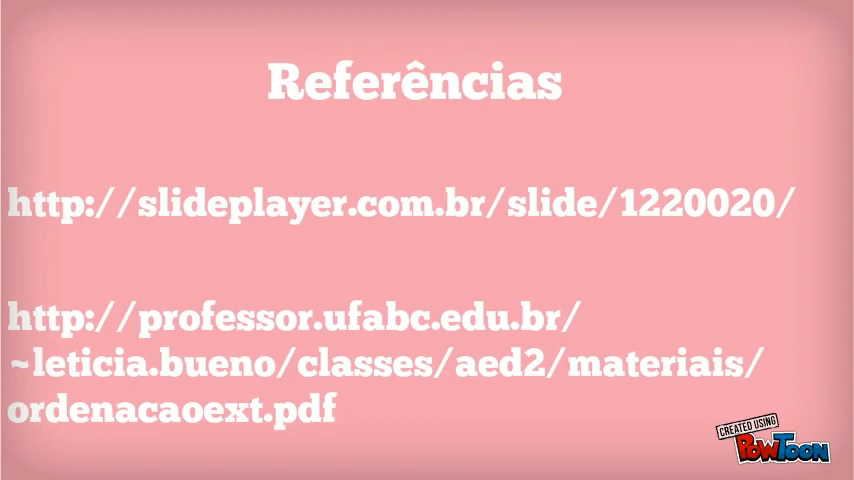 Referências
http://slideplayer.com.br/slide/1220020/
http://professor.ufabc.edu.br/
~leticia.bueno/classes/aed2/materiais/
ordenacaoext.pdf
CREATED USING
POWTOON